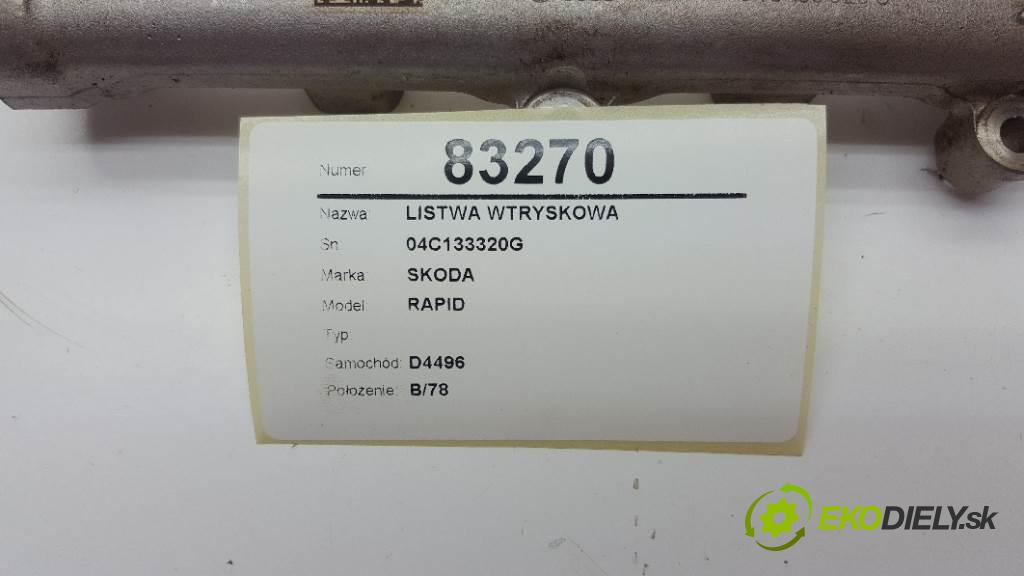 Numer 83270
Nazwa: LISTWA WTRYSKOWA
Sn: 04C133320G
Marka: SKODA
Model: RAPID
Typ:
Samochód: D4496
Położenie: B/78
EKODIELY.sk